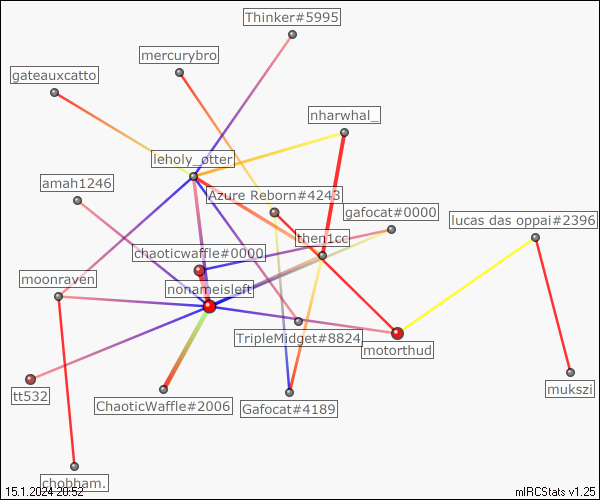 Thinker#5995
mercurybro
gateauxcatto
nharwhal_
leholy_otter
amah1246
Azure Reborn#4243
gafocat#0000
lucas das oppai#2396
then1cc
chaoticwaffle#0000
moonraven
nonameisleft
TripleMidget#8824
motorthud
mukszi
tt532
ChaoticWaffle#2006
Gafocat#4189
chobham.
15.1.2024 20:52
mIRCStats v1.25